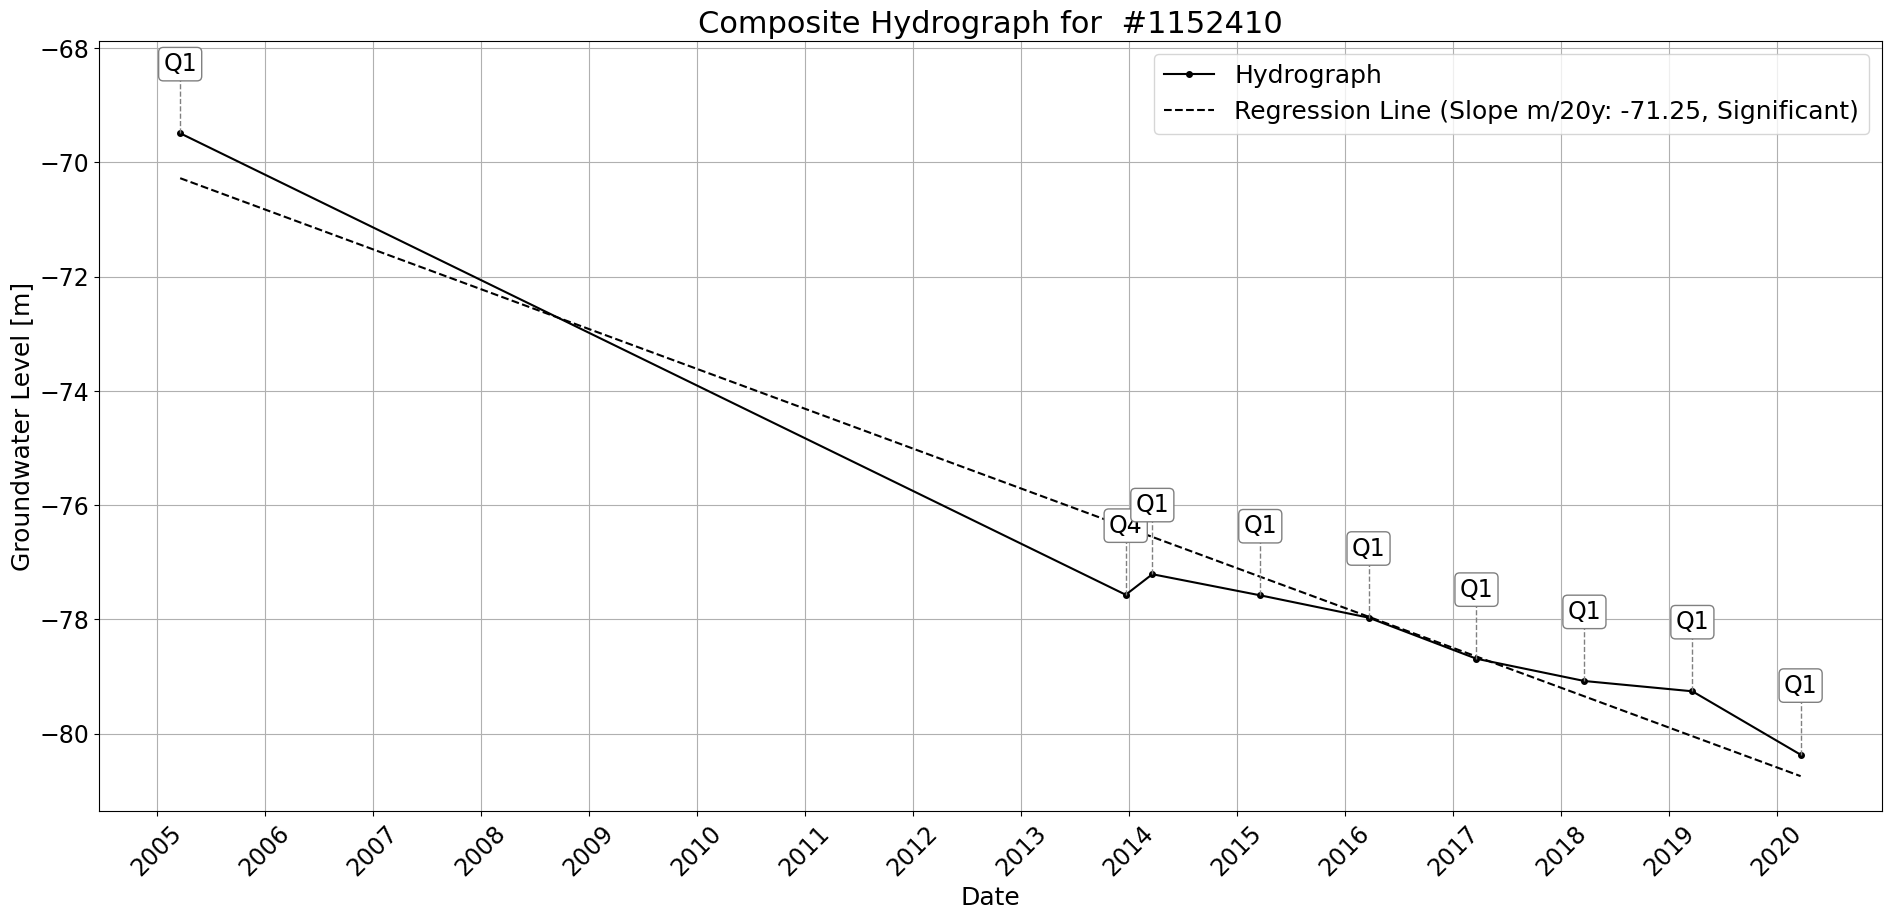 Composite Hydrograph for #1152410
Hydrograph
Regression Line (Slope m/20y: -71.25, Significant)
Groundwater Level [m]
−68
−70
−72
−74
−76
−78
−80
Q1
Q4
Q1
Q1
Q1
Q1
Q1
Q1
Q1
2005
2006
2007
2008
2009
2010
2011
2012
2013
2014
2015
2016
2017
2018
2019
2020
Date